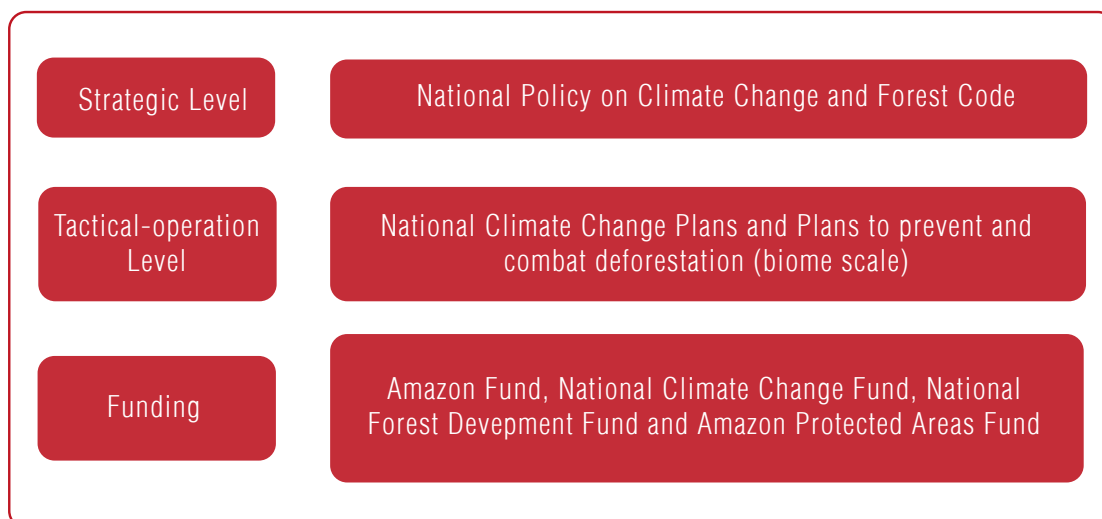 Strategic Level
National Policy on Climate Change and Forest Code
Tactical-operation
Level
National Climate Change Plans and Plans to prevent and
combat deforestation (biome scale)
Funding
Amazon Fund, National Climate Change Fund, National
Forest Devepment Fund and Amazon Protected Areas Fund